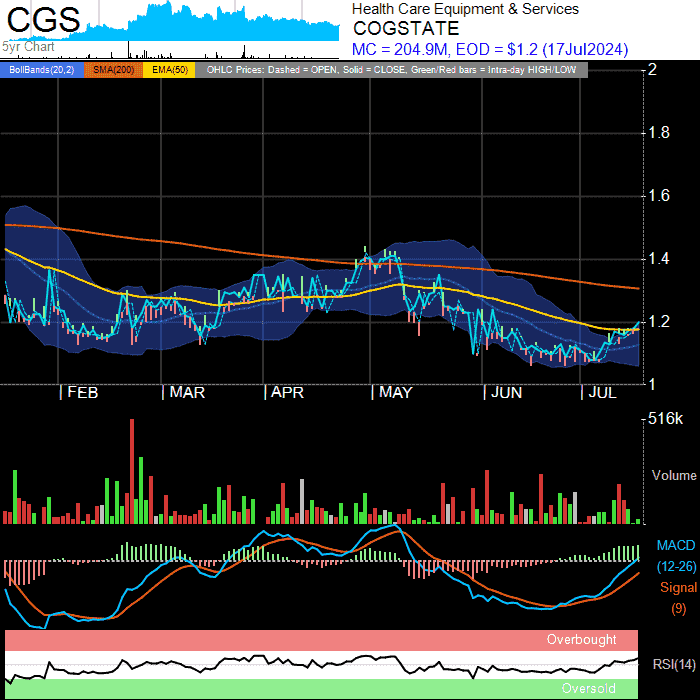 CGS
5yr Chart
Health Care Equipment & Services
COGSTATE
MC = 204.9M, EOD = $1.2 (17Jul2024)
BollBands(20,2) SMA(200) EMA(50) OHLC Prices: Dashed = OPEN, Solid = CLOSE, Green/Red bars = Intra-day HIGH/LOW
2
1.8
1.6
1.4
1.2
1
FEB MAR APR MAY JUN JUL
516k
Volume
MACD
(12-26)
Signal
(9)
Overbought
RSI(14)
Oversold